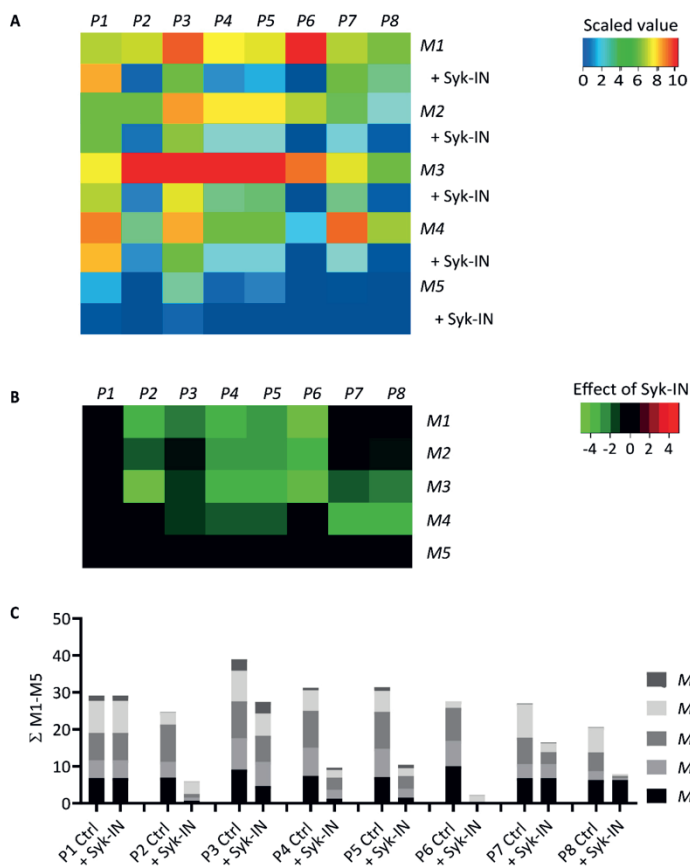 A
P1 P2 P3 P4 P5 P6 P7 P8
Scaled value
0 2 4 6 8 10
M1
+ Syk-IN
M2
+ Syk-IN
M3
+ Syk-IN
M4
+ Syk-IN
M5
+ Syk-IN
B
P1 P2 P3 P4 P5 P6 P7 P8
Effect of Syk-IN
-4 -2 0 2 4
M1
M2
M3
M4
M5
C
50
40
30
20
10
0
Σ M1-M5
M
M
M
M
M
P1 Ctrl
+ Syk-IN
P2 Ctrl
+ Syk-IN
P3 Ctrl
+ Syk-IN
P4 Ctrl
+ Syk-IN
P5 Ctrl
+ Syk-IN
P6 Ctrl
+ Syk-IN
P7 Ctrl
+ Syk-IN
P8 Ctrl
+ Syk-IN